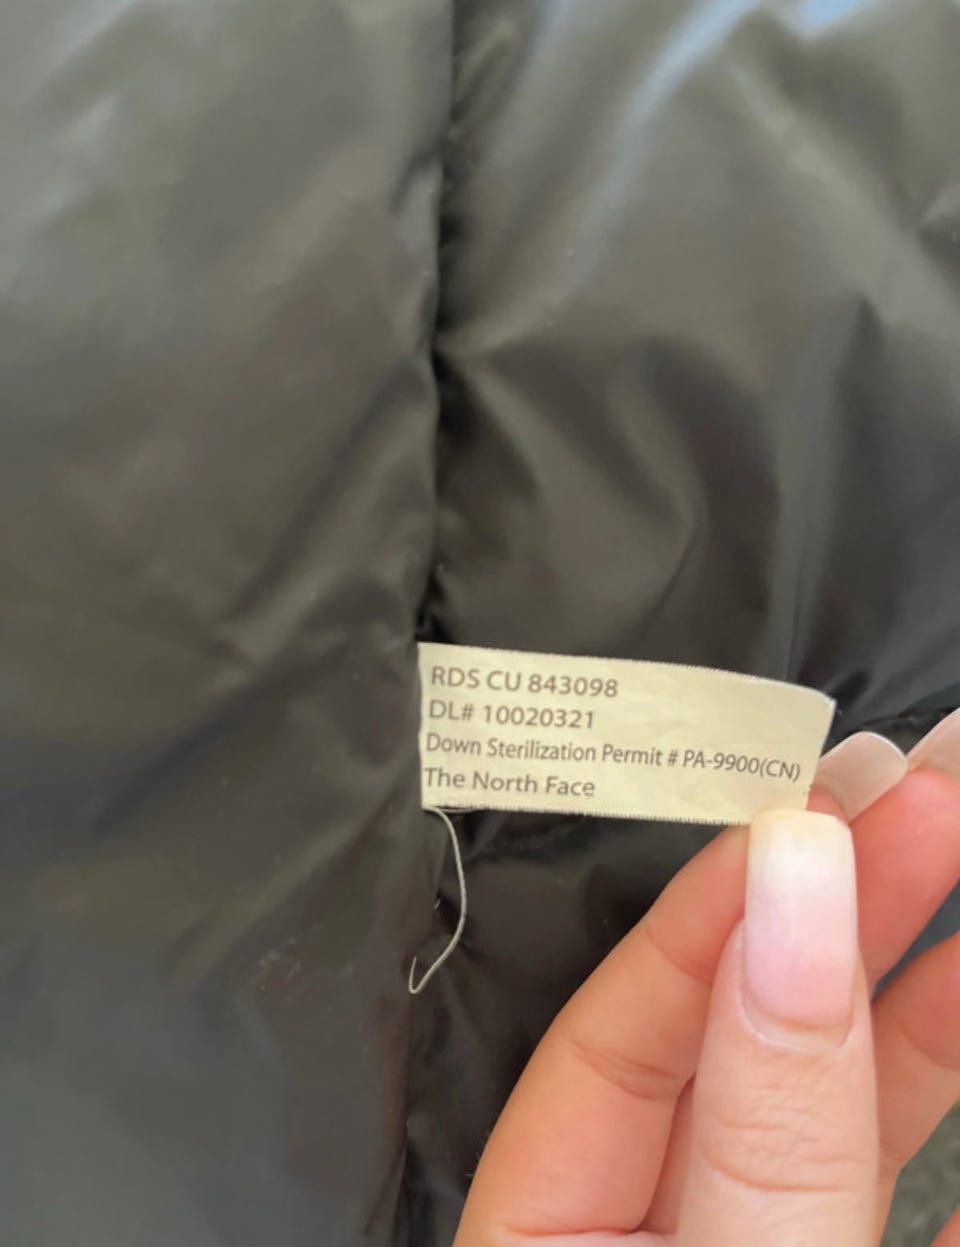 RDS CU 843098
DL# 10020321
Down Sterilization Permit # PA-9900(CN)
The North Face